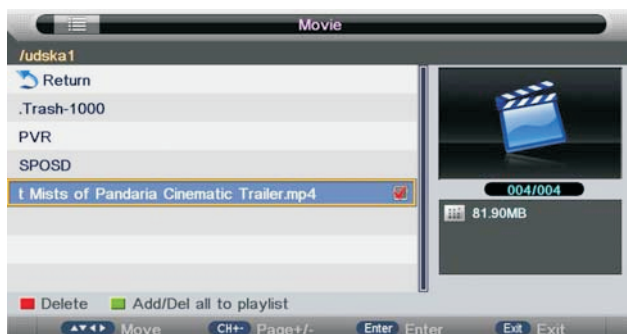 Movie
/udska1
Return
.Trash-1000
PVR
SPOSD
t Mists of Pandaria Cinematic Trailer.mp4
004/004
81.90MB
Delete Add/Del all to playlist
Move CH+- Page+/- Enter Enter Exit Exit